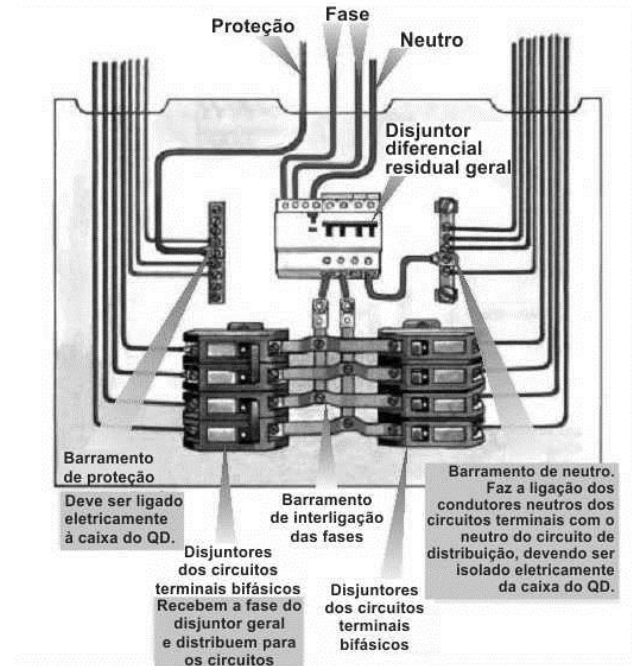 Proteção
Fase
Neutro
Disjuntor
diferencial
residual geral
Barramento
de proteção
Deve ser ligado
eletricamente
à caixa do QD.
Disjuntores
dos circuitos
terminais bifásicos
Recebem a fase do
disjuntor geral
e distribuem para
os circuitos
Barramento
de interligação
das fases
Disjuntores
dos circuitos
terminais
bifásicos
Barramento de neutro.
Faz a ligação dos
condutores neutros dos
circuitos terminais com o
neutro do circuito de
distribuição, devendo ser
isolado eletricamente
da caixa do QD.